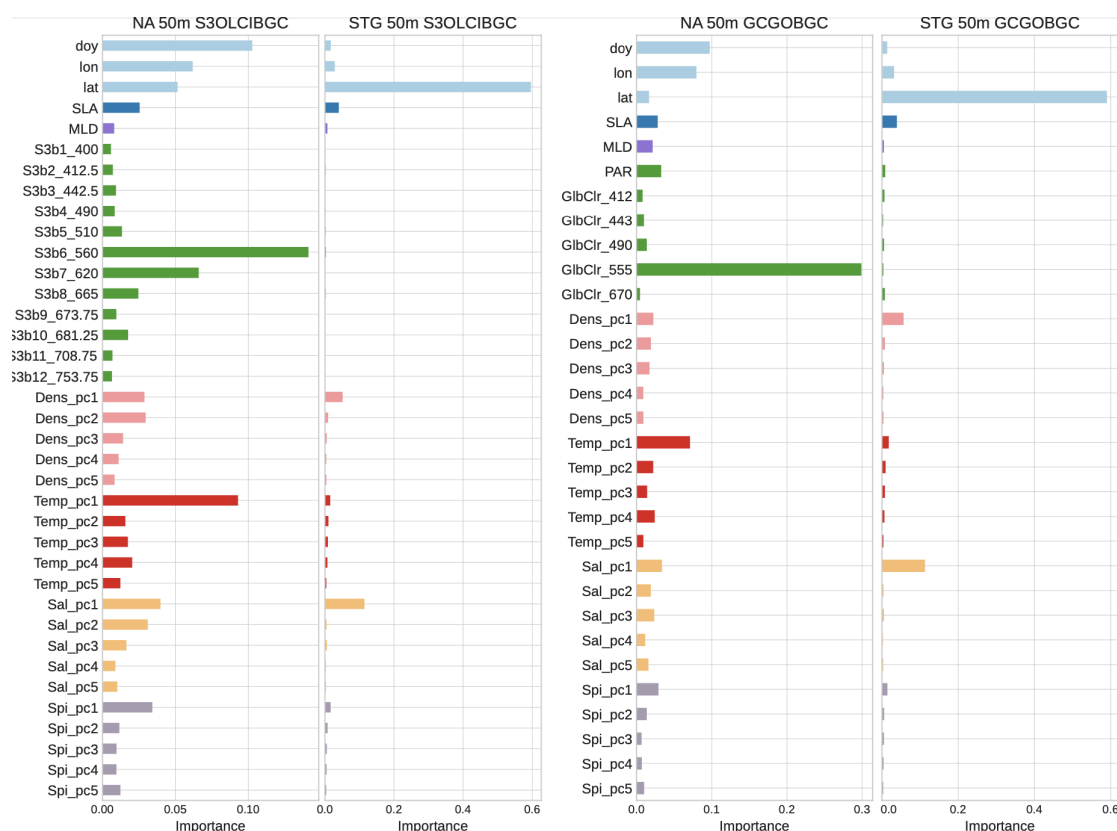 NA 50m S3OLCIBGC
STG 50m S3OLCIBGC
doy
lon
lat
SLA
MLD
S3b1_400
S3b2_412.5
S3b3_442.5
S3b4_490
S3b5_510
S3b6_560
S3b7_620
S3b8_665
S3b9_673.75
S3b10_681.25
S3b11_708.75
S3b12_753.75
Dens_pc1
Dens_pc2
Dens_pc3
Dens_pc4
Dens_pc5
Temp_pc1
Temp_pc2
Temp_pc3
Temp_pc4
Temp_pc5
Sal_pc1
Sal_pc2
Sal_pc3
Sal_pc4
Sal_pc5
Spi_pc1
Spi_pc2
Spi_pc3
Spi_pc4
Spi_pc5
0.00 0.05 0.10
Importance
0.0 0.2 0.4 0.6
Importance
NA 50m GCGOBGC
STG 50m GCGOBGC
doy
lon
lat
SLA
MLD
PAR
GlbClr_412
GlbClr_443
GlbClr_490
GlbClr_555
GlbClr_670
Dens_pc1
Dens_pc2
Dens_pc3
Dens_pc4
Dens_pc5
Temp_pc1
Temp_pc2
Temp_pc3
Temp_pc4
Temp_pc5
Sal_pc1
Sal_pc2
Sal_pc3
Sal_pc4
Sal_pc5
Spi_pc1
Spi_pc2
Spi_pc3
Spi_pc4
Spi_pc5
0.0 0.1 0.2 0.3
Importance
0.0 0.2 0.4 0.6
Importance